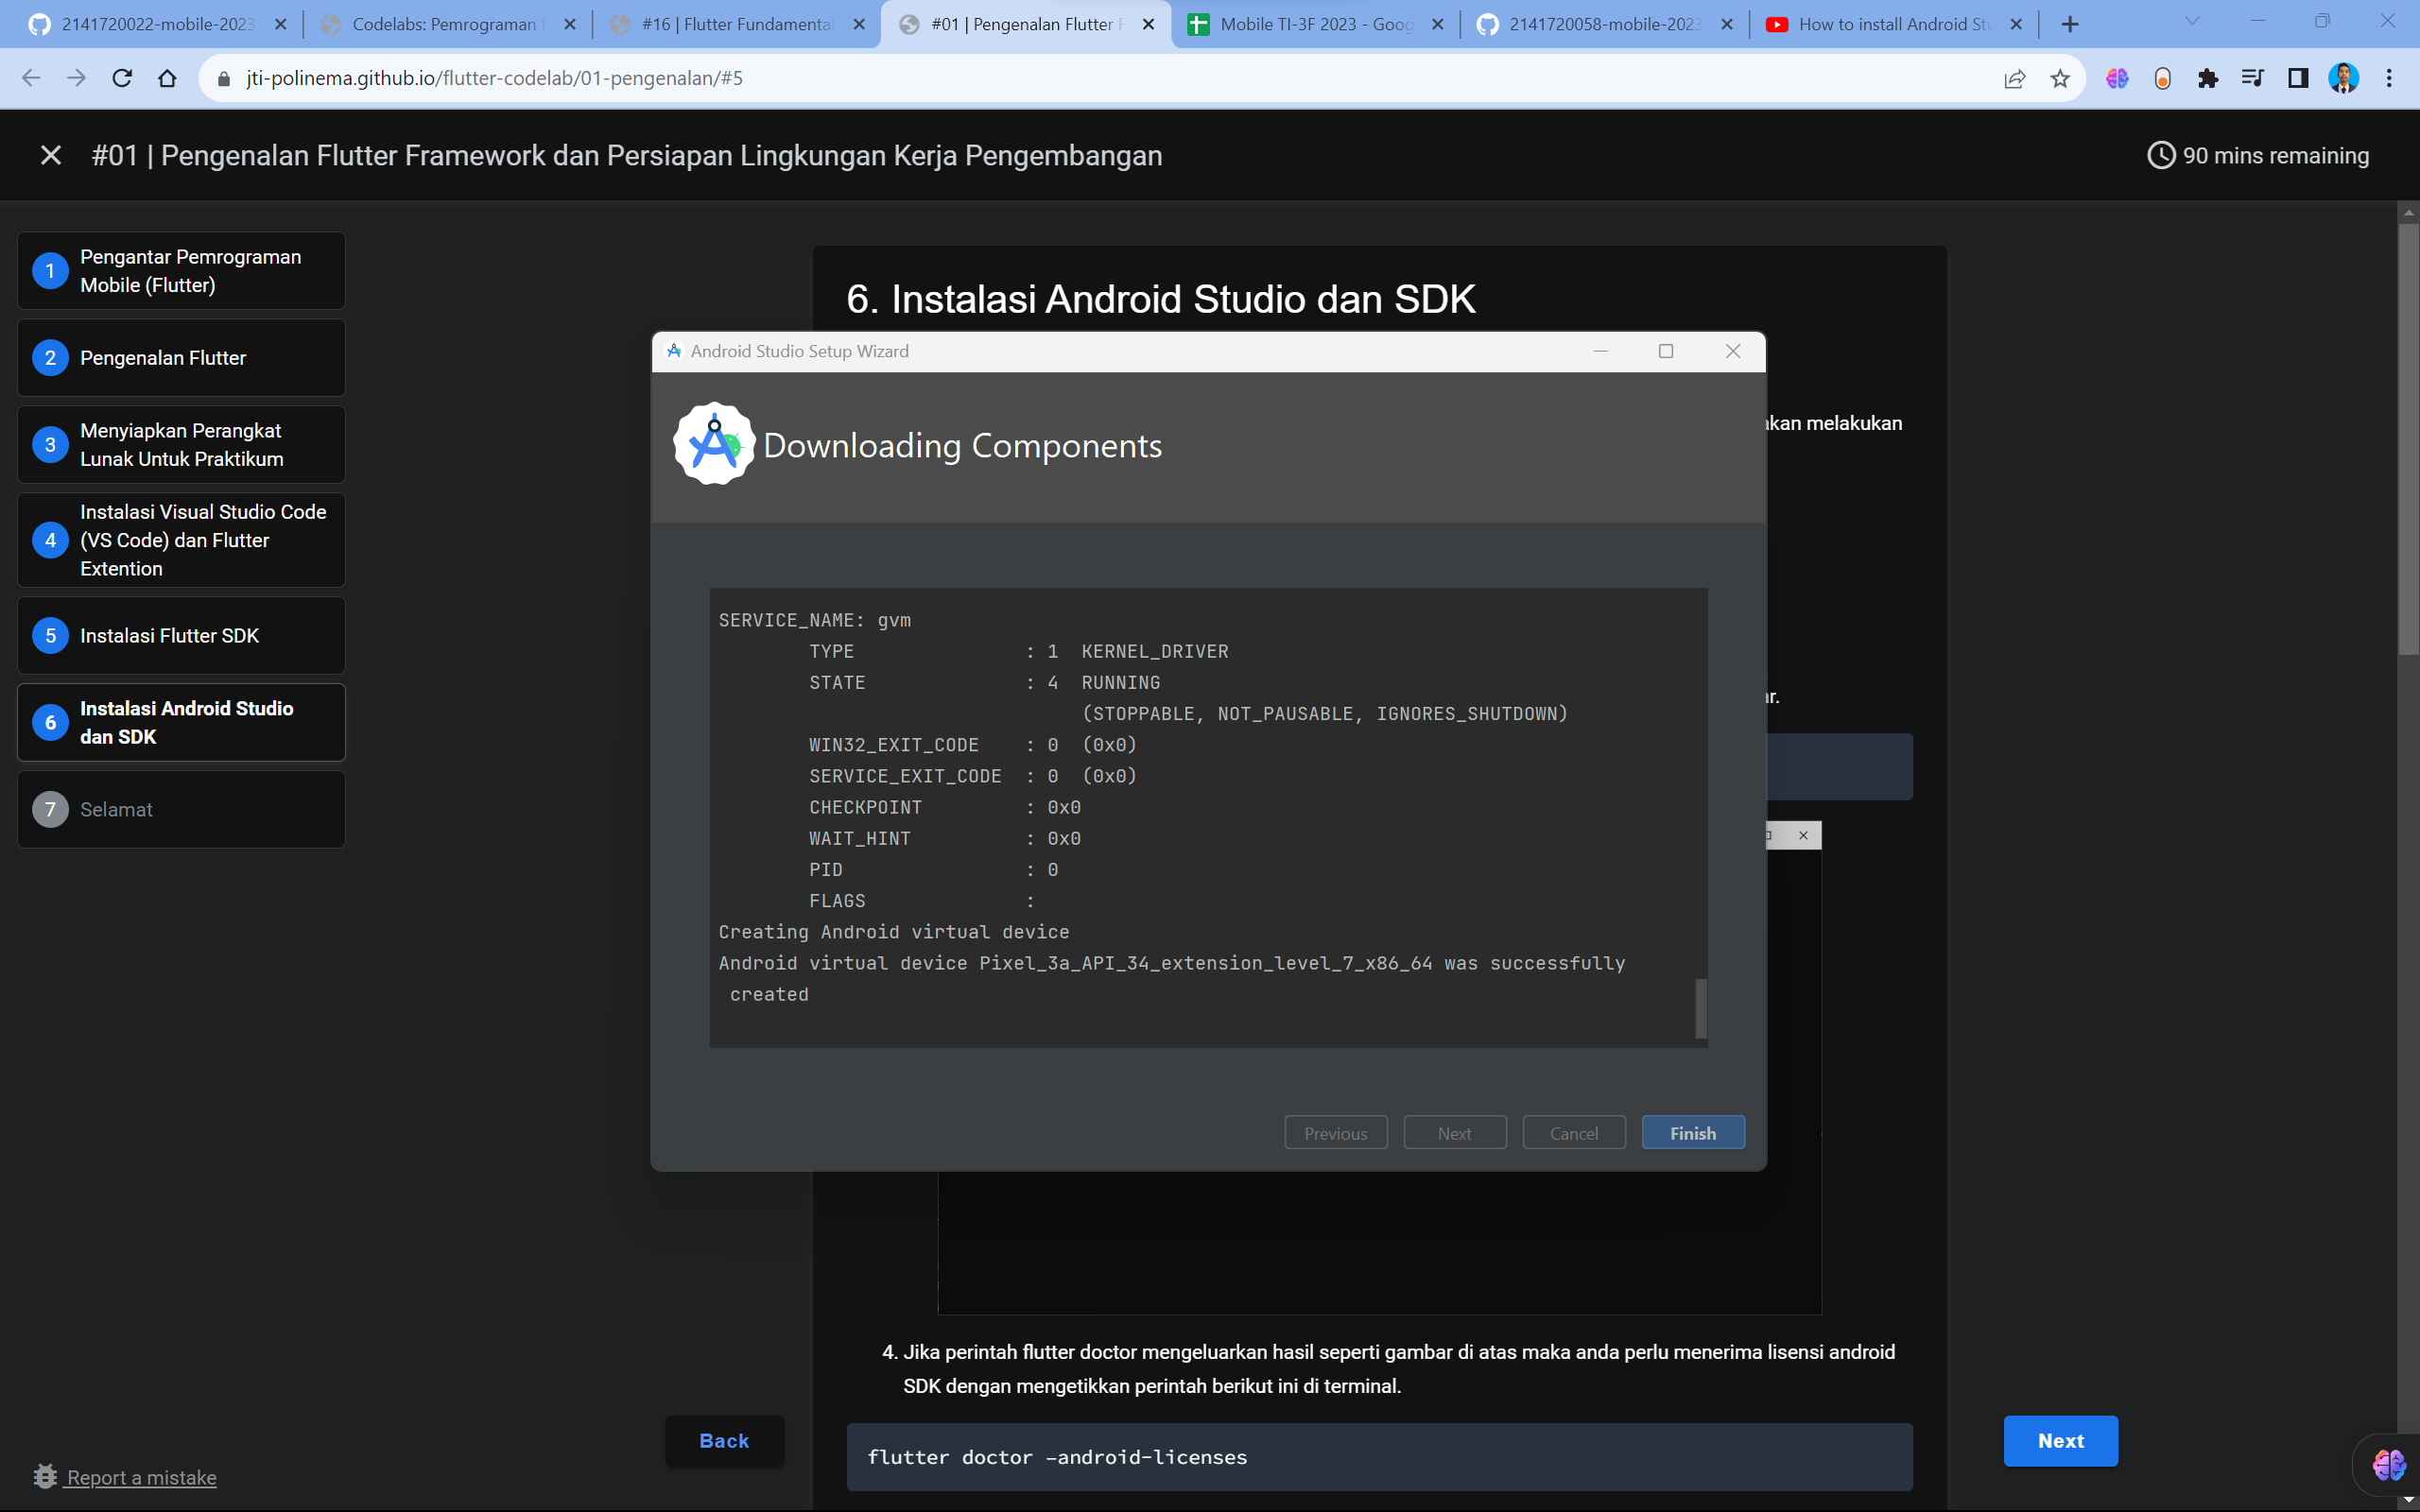 2141720022-mobile-2023
Codelabs: Pemrograman
#16 | Flutter Fundamental
#01 | Pengenalan Flutter F
Mobile TI-3F 2023 - Goog
2141720058-mobile-2023
How to install Android Stu
jti-polinema.github.io/flutter-codelab/01-pengenalan/#5
#01 | Pengenalan Flutter Framework dan Persiapan Lingkungan Kerja Pengembangan
90 mins remaining
1
Pengantar Pemrograman
Mobile (Flutter)
2
Pengenalan Flutter
3
Menyiapkan Perangkat
Lunak Untuk Praktikum
4
Instalasi Visual Studio Code
(VS Code) dan Flutter
Extention
5
Instalasi Flutter SDK
6
Instalasi Android Studio
dan SDK
7
Selamat
Report a mistake
6. Instalasi Android Studio dan SDK
akan melakukan
ar.
Android Studio Setup Wizard
Downloading Components
SERVICE_NAME: gvm
TYPE : 1 KERNEL_DRIVER
STATE : 4 RUNNING
(STOPPABLE, NOT_PAUSABLE, IGNORES_SHUTDOWN)
WIN32_EXIT_CODE : 0 (0x0)
SERVICE_EXIT_CODE : 0 (0x0)
CHECKPOINT : 0x0
WAIT_HINT : 0x0
PID : 0
FLAGS :
Creating Android virtual device
Android virtual device Pixel_3a_API_34_extension_level_7_x86_64 was successfully
created
Previous Next Cancel Finish
4. Jika perintah flutter doctor mengeluarkan hasil seperti gambar di atas maka anda perlu menerima lisensi android
SDK dengan mengetikkan perintah berikut ini di terminal.
flutter doctor –android-licenses
Back
Next